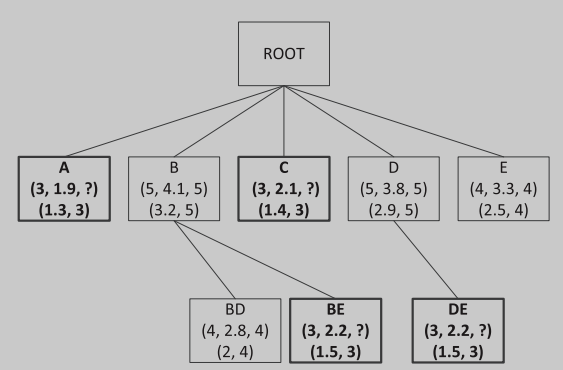 ROOT
A
(3, 1.9, ?)
(1.3, 3)
B
(5, 4.1, 5)
(3.2, 5)
C
(3, 2.1, ?)
(1.4, 3)
D
(5, 3.8, 5)
(2.9, 5)
E
(4, 3.3, 4)
(2.5, 4)
BD
(4, 2.8, 4)
(2, 4)
BE
(3, 2.2, ?)
(1.5, 3)
DE
(3, 2.2, ?)
(1.5, 3)